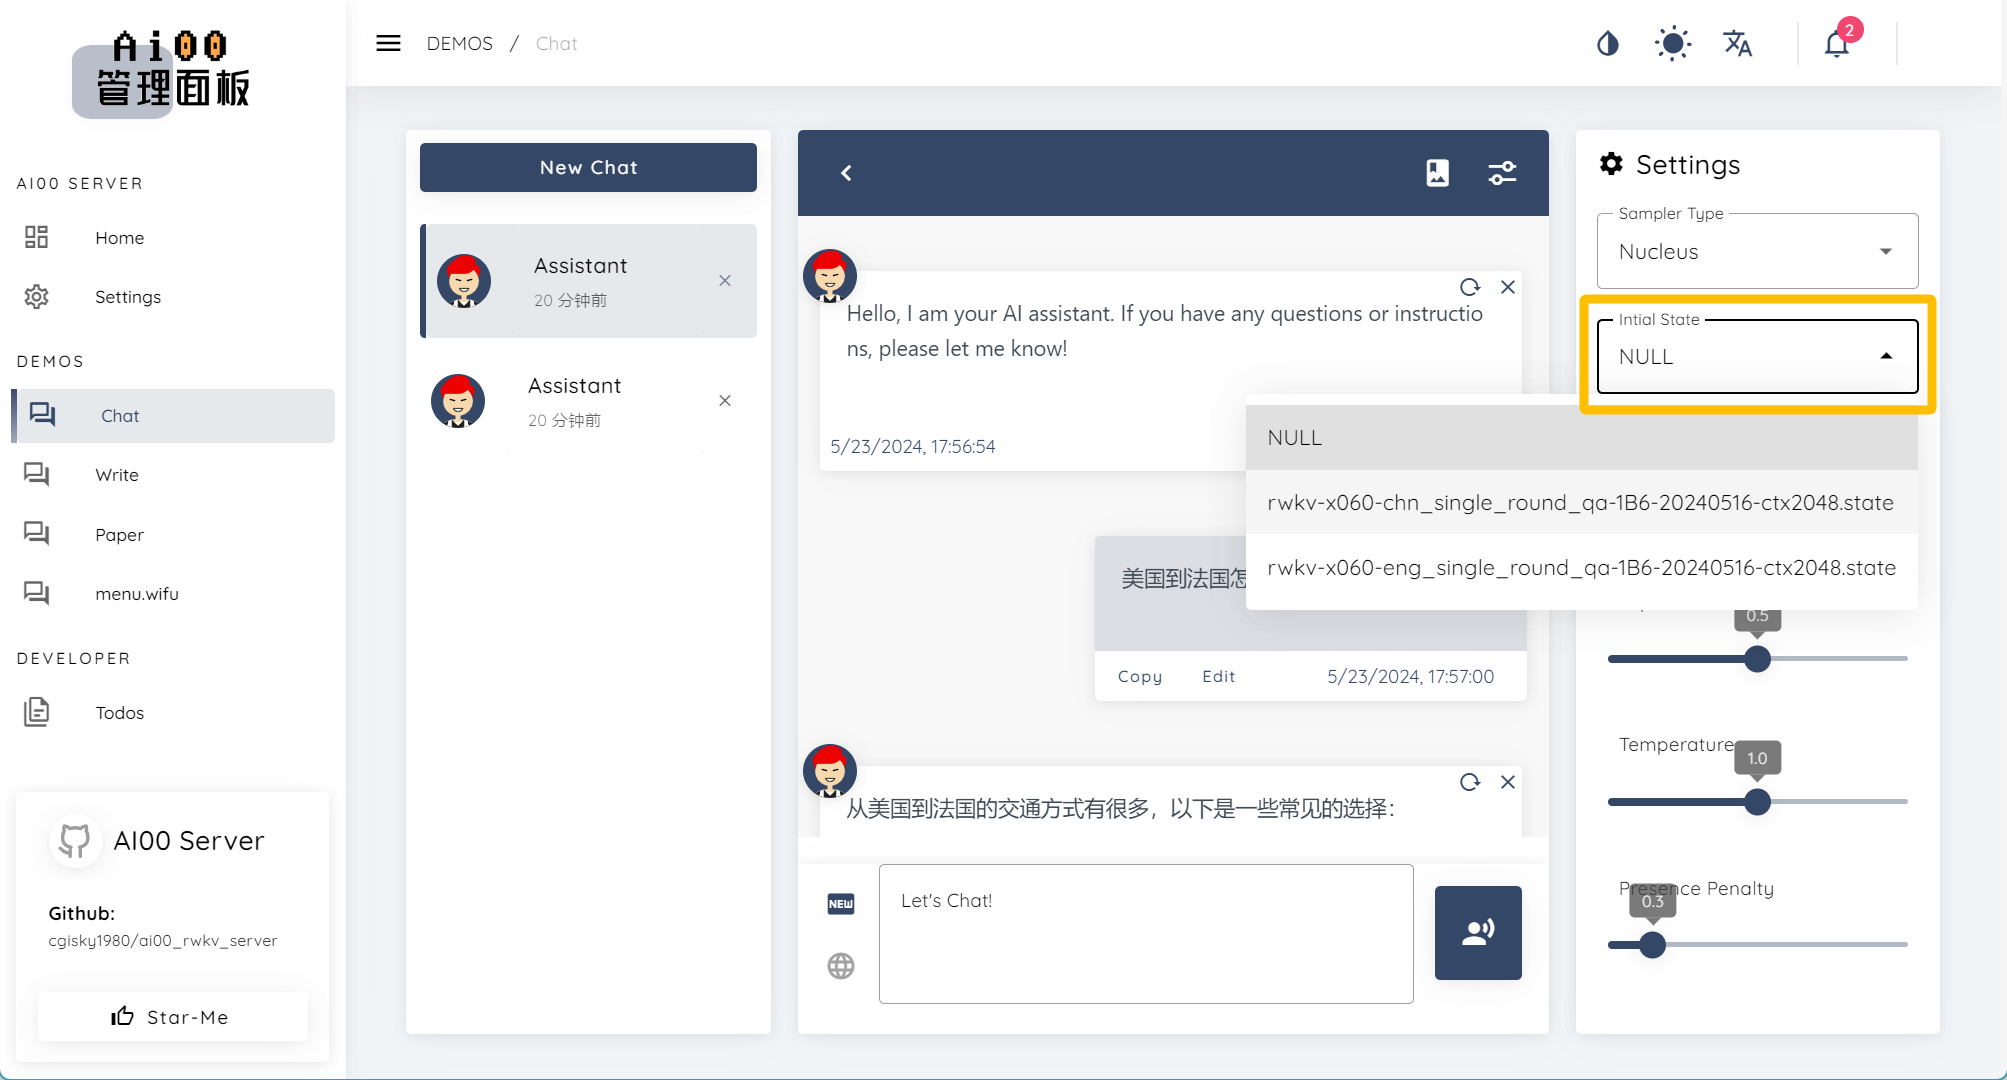 Ai00
管理面板
DEMOS / Chat
2
AI00 SERVER
Home
Settings
DEMOS
Chat
Write
Paper
menu.wifu
DEVELOPER
Todos
AI00 Server
Github:
cgisky1980/ai00_rwkv_server
Star-Me
New Chat
Assistant
20 分钟前
Assistant
20 分钟前
Hello, I am your AI assistant. If you have any questions or instructio
ns, please let me know!
5/23/2024, 17:56:54
美国到法国怎
Copy Edit 5/23/2024, 17:57:00
从美国到法国的交通方式有很多，以下是一些常见的选择：
NEW
Let's Chat!
Settings
Sampler Type
Nucleus
Intial State
NULL
NULL
rwkv-x060-chn_single_round_qa-1B6-20240516-ctx2048.state
rwkv-x060-eng_single_round_qa-1B6-20240516-ctx2048.state
0.5
Temperature
1.0
Presence Penalty
0.3